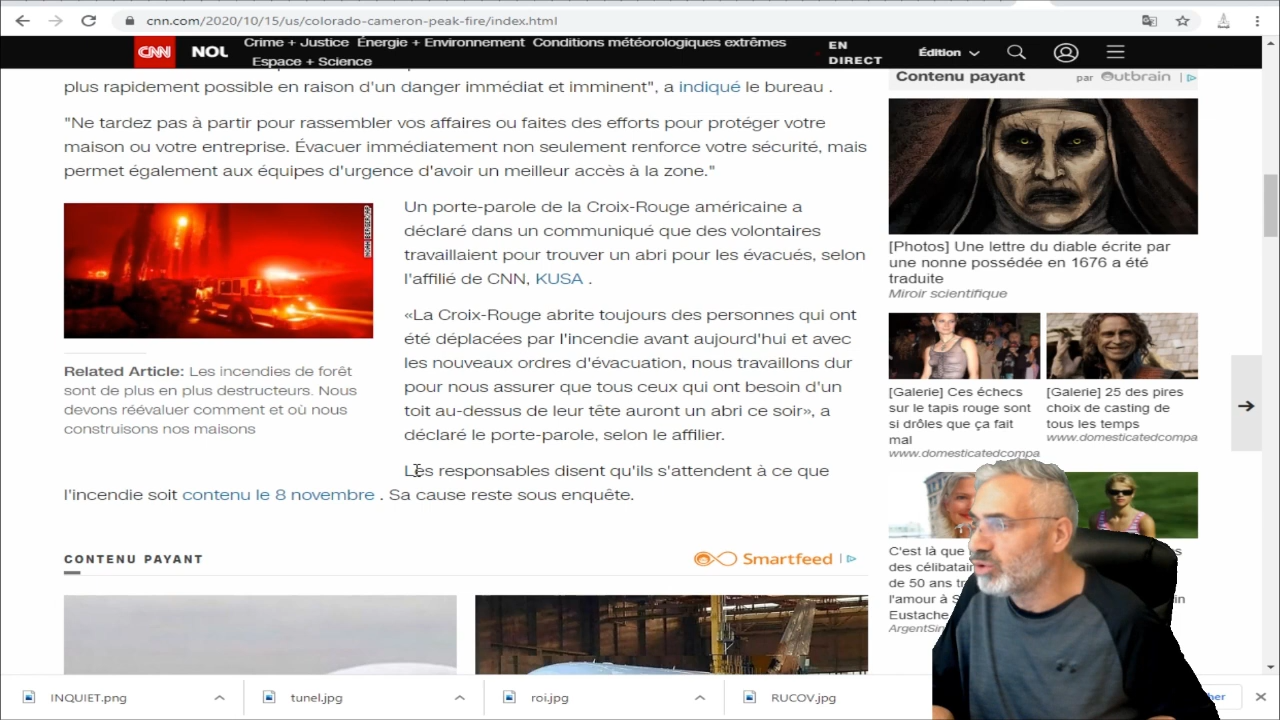 cnn.com/2020/10/15/us/colorado-cameron-peak-fire/index.html
CNN
NOL
Crime + Justice Énergie + Environnement Conditions météorologiques extrêmes
Espace + Science
EN
DIRECT
Édition
plus rapidement possible en raison d'un danger immédiat et imminent", a indiqué le bureau .
"Ne tardez pas à partir pour rassembler vos affaires ou faites des efforts pour protéger votre
maison ou votre entreprise. Évacuer immédiatement non seulement renforce votre sécurité, mais
permet également aux équipes d'urgence d'avoir un meilleur accès à la zone."
Un porte-parole de la Croix-Rouge américaine a
déclaré dans un communiqué que des volontaires
travaillaient pour trouver un abri pour les évacués, selon
l'affilié de CNN, KUSA .
«La Croix-Rouge abrite toujours des personnes qui ont
été déplacées par l'incendie avant aujourd'hui et avec
les nouveaux ordres d'évacuation, nous travaillons dur
pour nous assurer que tous ceux qui ont besoin d'un
toit au-dessus de leur tête auront un abri ce soir», a
déclaré le porte-parole, selon le affilier.
Les responsables disent qu'ils s'attendent à ce que
l'incendie soit contenu le 8 novembre . Sa cause reste sous enquête.
Related Article: Les incendies de forêt
sont de plus en plus destructeurs. Nous
devons réévaluer comment et où nous
construisons nos maisons
CONTENU PAYANT
Smartfeed
Contenu payant
par Outbrain
[Photos] Une lettre du diable écrite par
une nonne possédée en 1676 a été
traduite
Miroir scientifique
[Galerie] Ces échecs
sur le tapis rouge sont
si drôles que ça fait
mal
www.domesticatedcompa
[Galerie] 25 des pires
choix de casting de
tous les temps
www.domesticatedcompa
C'est là que
des célibatain
de 50 ans tr
l'amour à S
Eustache
ArgentSin
INQUIET.png
tunel.jpg
roi.jpg
RUCOV.jpg